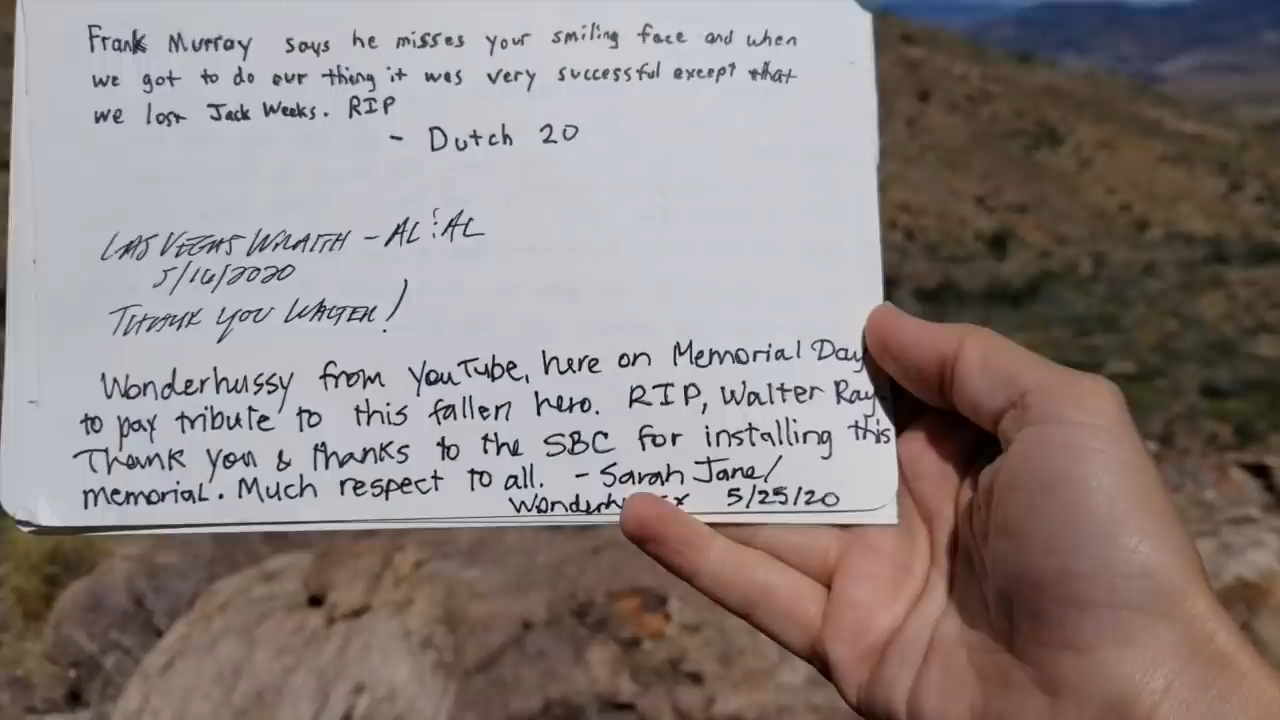 Frank Murray says he misses your smiling face and when
we got to do our thing it was very successful except that
we lost Jack Weeks. RIP
- Dutch 20
LAS VEGAS WRAITH - AL & AL
5/16/2020
THANK YOU WALTER!
Wonderhussy from YouTube, here on Memorial Day
to pay tribute to this fallen hero. RIP, Walter Ray.
Thank you & thanks to the SBC for installing this
memorial. Much respect to all. - Sarah Jane/
5/25/20